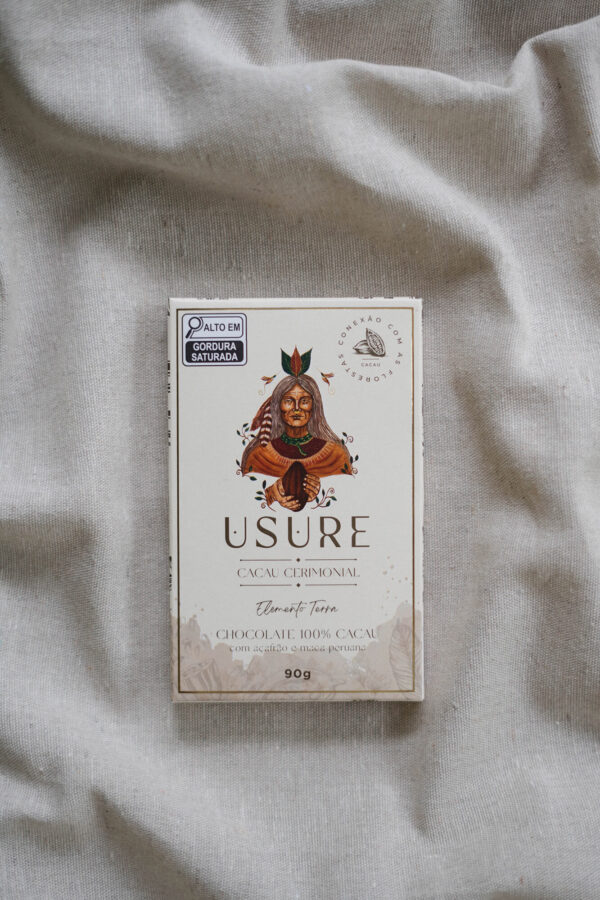 ALTO EM
GORDURA
SATURADA
CONEXÃO COM AS FLORESTAS
CACAU
USURE
CACAU CERIMONIAL
Elemento Terra
CHOCOLATE 100% CACAU
com açafrão e maca peruana
90g